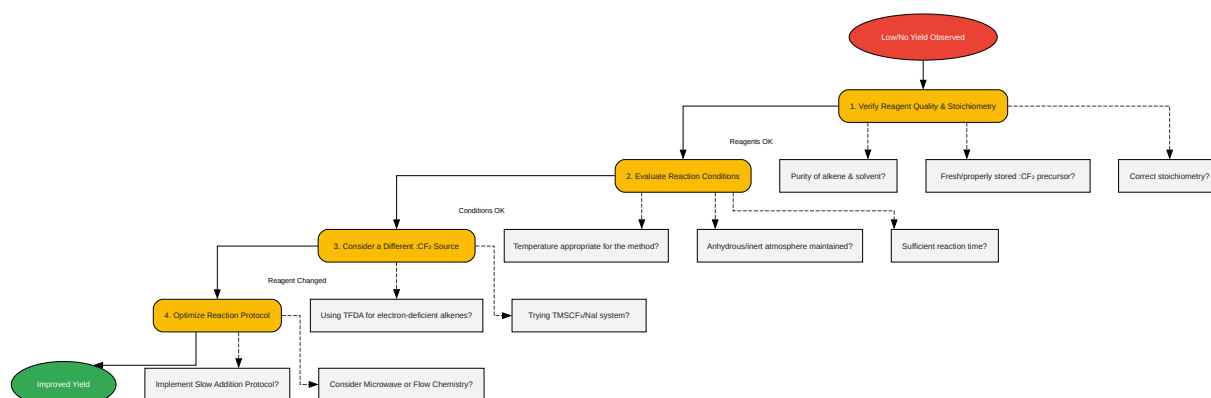 Low/No Yield Observed
1. Verify Reagent Quality & Stoichiometry
Reagents OK
2. Evaluate Reaction Conditions
Purity of alkene & solvent?
Fresh/properly stored :CF₂ precursor?
Correct stoichiometry?
Conditions OK
3. Consider a Different :CF₂ Source
Temperature appropriate for the method?
Anhydrous/inert atmosphere maintained?
Sufficient reaction time?
Reagent Changed
4. Optimize Reaction Protocol
Using TFDA for electron-deficient alkenes?
Trying TMSCF₃/NaI system?
Improved Yield
Implement Slow Addition Protocol?
Consider Microwave or Flow Chemistry?